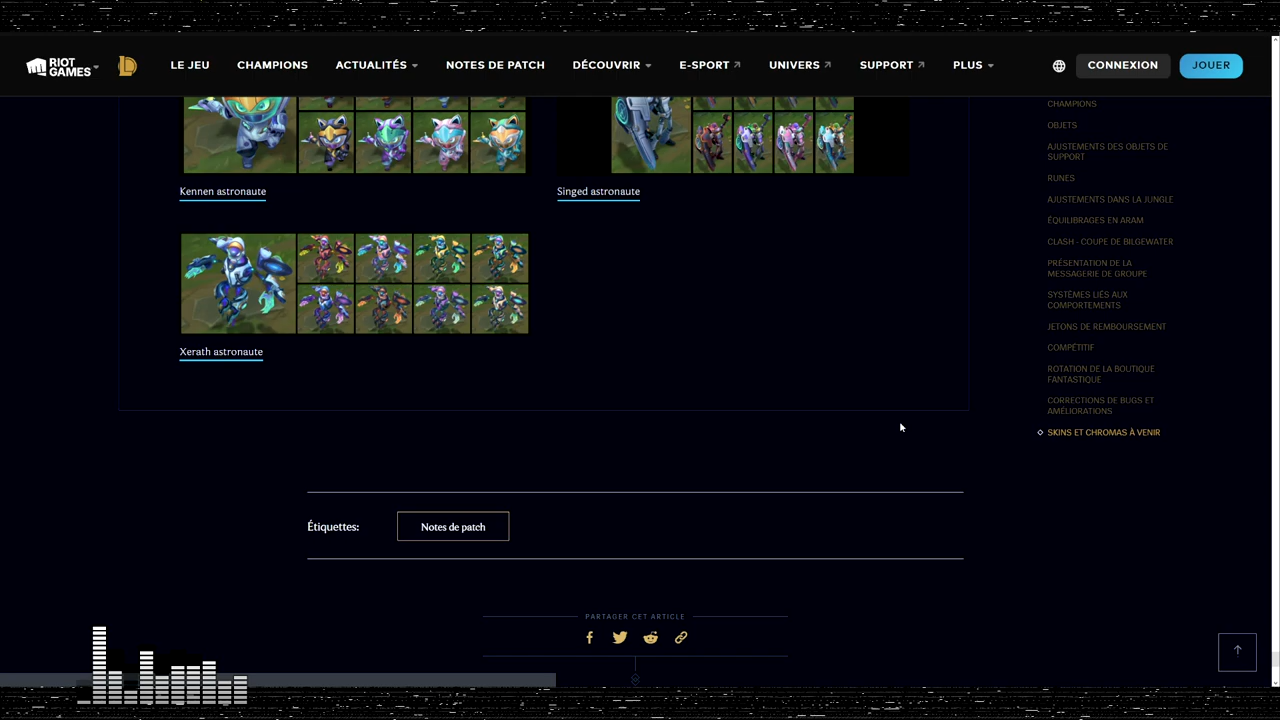 RIOT GAMES
LE JEU
CHAMPIONS
ACTUALITÉS
NOTES DE PATCH
DÉCOUVRIR
E-SPORT
UNIVERS
SUPPORT
PLUS
CONNEXION
JOUER
Kennen astronaute
Singed astronaute
Xerath astronaute
CHAMPIONS
OBJETS
AJUSTEMENTS DES OBJETS DE
SUPPORT
RUNES
AJUSTEMENTS DANS LA JUNGLE
ÉQUILIBRAGES EN ARAM
CLASH - COUPE DE BILGEWATER
PRÉSENTATION DE LA
MESSAGERIE DE GROUPE
SYSTÈMES LIÉS AUX
COMPORTEMENTS
JETONS DE REMBOURSEMENT
COMPÉTITIF
ROTATION DE LA BOUTIQUE
FANTASTIQUE
CORRECTIONS DE BUGS ET
AMÉLIORATIONS
SKINS ET CHROMAS À VENIR
Étiquettes:
Notes de patch
PARTAGER CET ARTICLE